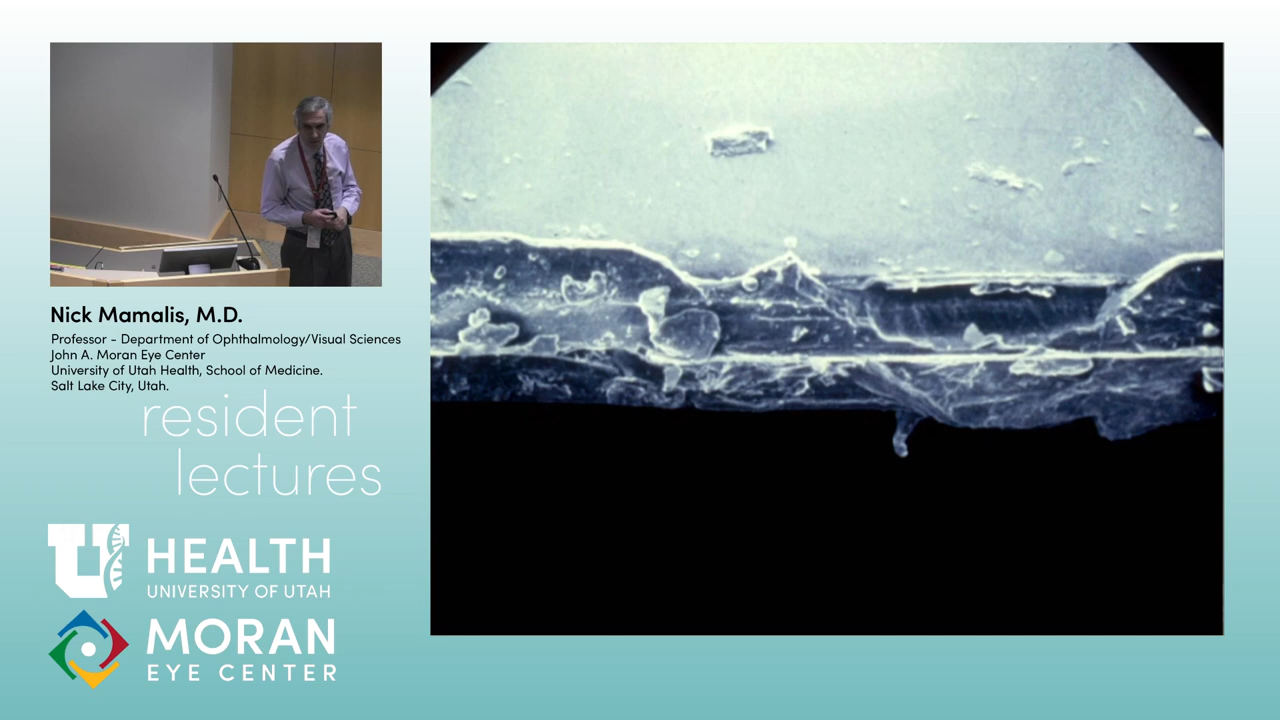 Nick Mamalis, M.D.
Professor - Department of Ophthalmology/Visual Sciences
John A. Moran Eye Center
University of Utah Health, School of Medicine.
Salt Lake City, Utah.
resident
lectures
U HEALTH
UNIVERSITY OF UTAH
MORAN
EYE CENTER